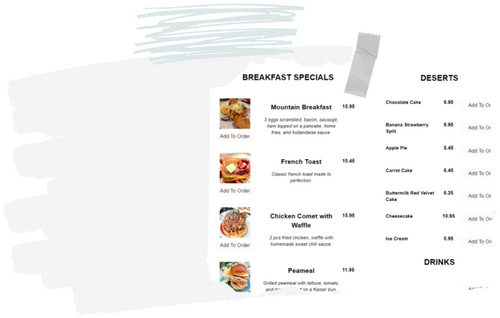 BREAKFAST SPECIALS
Mountain Breakfast 15.95
3 eggs scrambled, bacon, sausage,
ham topped on a pancake, home
fries, and hollandaise sauce.
Add To Order
French Toast 10.45
Classic french toast made to
perfection.
Add To Order
Chicken Comet with
Waffle 15.95
2 pcs fried chicken, waffle with
homemade sweet chili sauce.
Add To Order
Peameal 11.95
Grilled peameal with lettuce, tomato,
on a Kaiser bun
DESERTS
Chocolate Cake 6.95 Add To Or
Banana Strawberry
Split 9.95 Add To Or
Apple Pie 5.45 Add To Or
Carrot Cake 6.45 Add To Or
Buttermilk Red Velvet
Cake 6.25 Add To Or
Cheesecake 10.95 Add To Or
Ice Cream 5.95 Add To Or
DRINKS